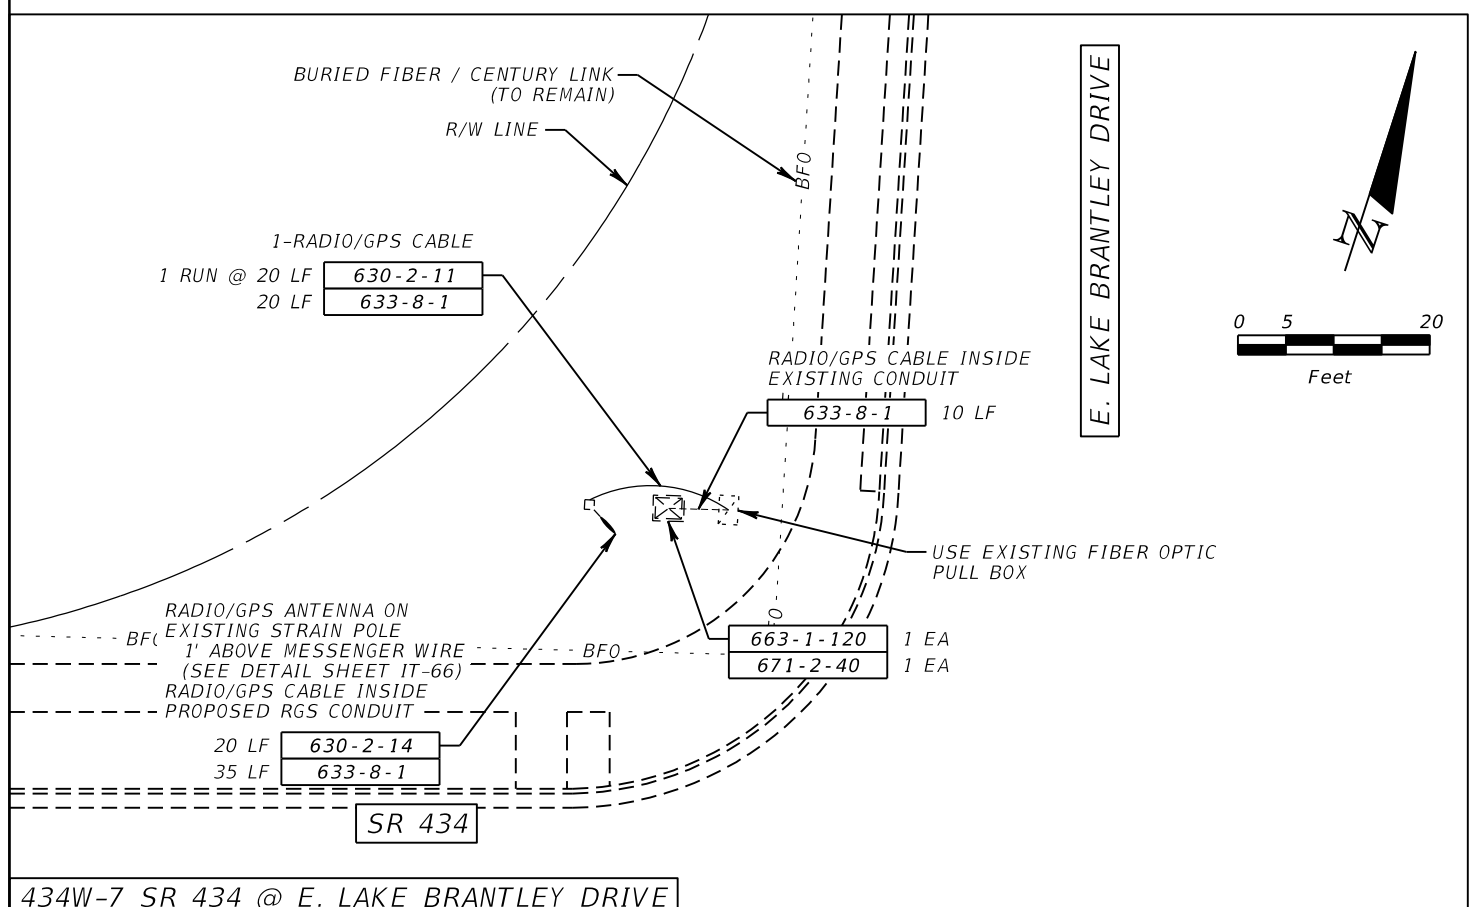 BURIED FIBER / CENTURY LINK
(TO REMAIN)
R/W LINE
BFO
E. LAKE BRANTLEY DRIVE
N
0 5 20
Feet
1-RADIO/GPS CABLE
1 RUN @ 20 LF 630-2-11
20 LF 633-8-1
RADIO/GPS CABLE INSIDE
EXISTING CONDUIT
633-8-1 10 LF
USE EXISTING FIBER OPTIC
PULL BOX
RADIO/GPS ANTENNA ON
EXISTING STRAIN POLE
1' ABOVE MESSENGER WIRE
(SEE DETAIL SHEET IT-66)
RADIO/GPS CABLE INSIDE
PROPOSED RGS CONDUIT
BFO
663-1-120 1 EA
671-2-40 1 EA
20 LF 630-2-14
35 LF 633-8-1
SR 434
434W-7 SR 434 @ E. LAKE BRANTLEY DRIVE